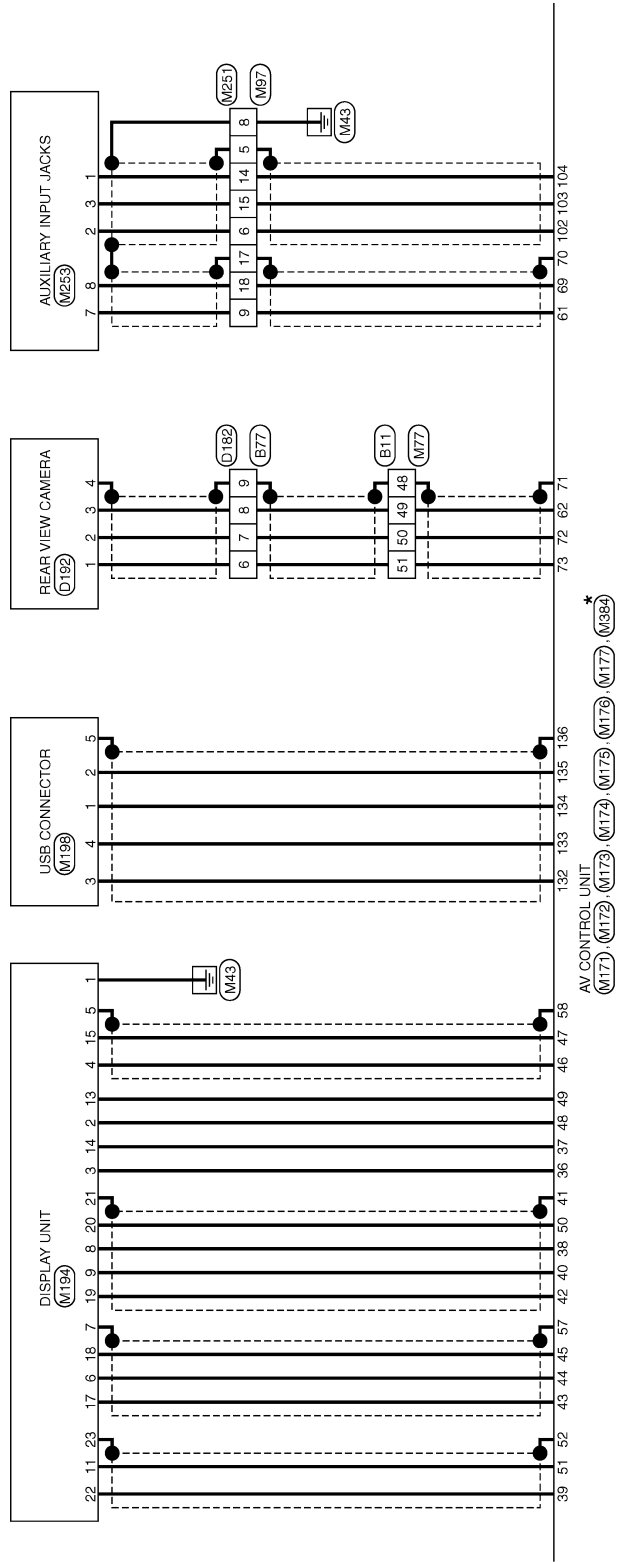 DISPLAY UNIT
M194
22 11 23 17 6 18 7 19 9 8 20 21 3 14 2 13 4 15 5 1
M43
39 51 52 43 44 45 57 42 40 38 50 41 36 37 48 49 46 47 58
USB CONNECTOR
M198
3 4 1 2 5
132 133 134 135 136
REAR VIEW CAMERA
D192
1 2 3 4
6 7 8 9
D182
B77
51 50 49 48
B11
M77
73 72 62 71
AUXILIARY INPUT JACKS
M253
7 8 2 3 1
9 18 17 6 15 14 5 8
M251
M97
M43
61 69 70 102 103 104
AV CONTROL UNIT
M171 , M172 , M173 , M174 , M175 , M176 , M177 , M384 *